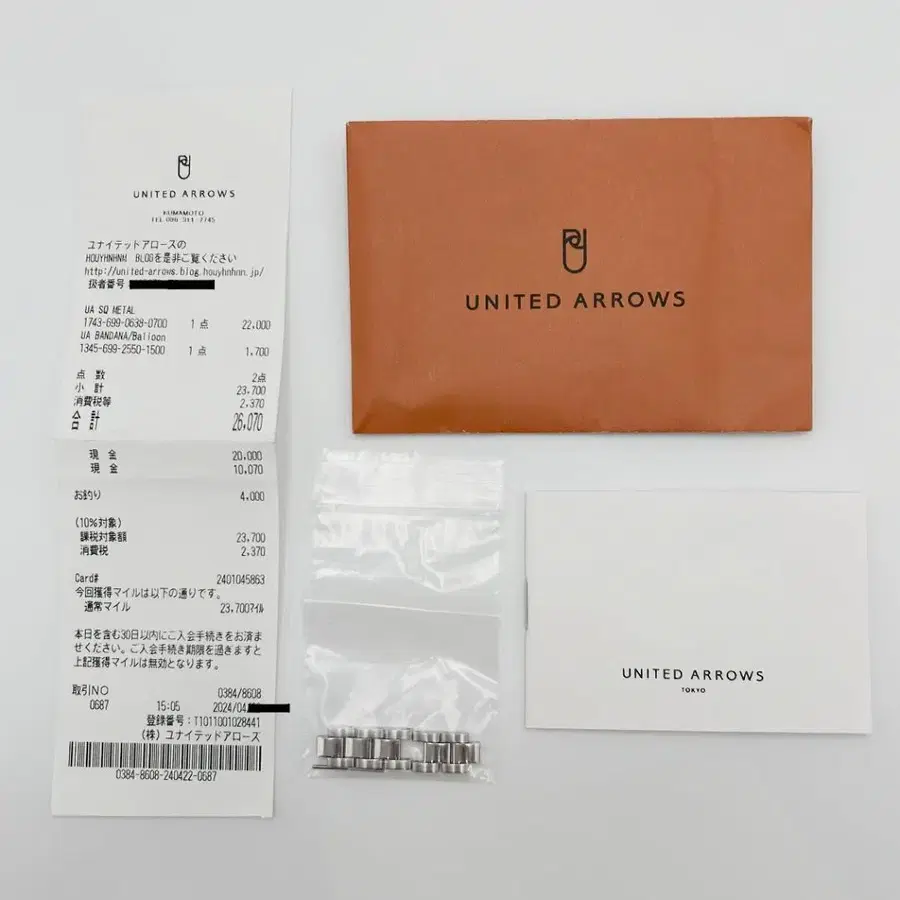 UNITED ARROWS
KUMAMOTO
TEL 096-311-2745
ユナイテッドアローズの
HOUYHNHNM BLOGを是非ご覧ください
http://united-arrows.blog.houyhnhnm.jp/
扱者番号
UA SQ METAL
1743-699-0638-0700 1点 22,000
UA BANDANA/Balloon
1345-699-2550-1500 1点 1,700
点 数 2点
小 計 23,700
消費税等 2,370
合 計 26,070
現 金 20,000
現 金 10,070
お釣り 4,000
(10%対象)
課税対象額 23,700
消費税 2,370
Card# 2401045863
今回獲得マイルは以下の通りです。
通常マイル 23,700マイル
本日を含む30日以内にご入会手続きをお済ま
せください。ご入会手続き期限を過ぎますと
上記獲得マイルは無効となります。
取引NO 0384/8608
0687 15:05 2024/04
登録番号:T1011001028441
(株) ユナイテッドアローズ
0384-8608-240422-0687
UNITED ARROWS
UNITED ARROWS
TOKYO